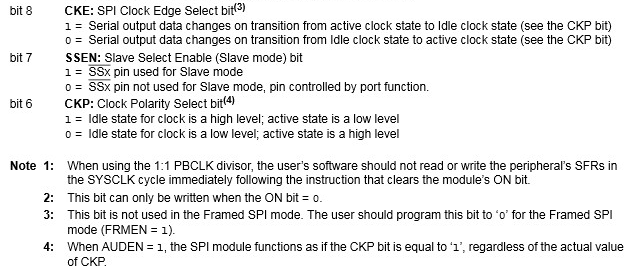 bit 8 CKE: SPI Clock Edge Select bit(3)
1 = Serial output data changes on transition from active clock state to Idle clock state (see the CKP bit)
0 = Serial output data changes on transition from Idle clock state to active clock state (see the CKP bit)
bit 7 SSEN: Slave Select Enable (Slave mode) bit
1 = SSx pin used for Slave mode
0 = SSx pin not used for Slave mode, pin controlled by port function.
bit 6 CKP: Clock Polarity Select bit(4)
1 = Idle state for clock is a high level; active state is a low level
0 = Idle state for clock is a low level; active state is a high level
Note 1: When using the 1:1 PBCLK divisor, the user's software should not read or write the peripheral's SFRs in
the SYSCLK cycle immediately following the instruction that clears the module's ON bit.
2: This bit can only be written when the ON bit = 0.
3: This bit is not used in the Framed SPI mode. The user should program this bit to '0' for the Framed SPI
mode (FRMEN = 1).
4: When AUDEN = 1, the SPI module functions as if the CKP bit is equal to '1', regardless of the actual value
of CKP.